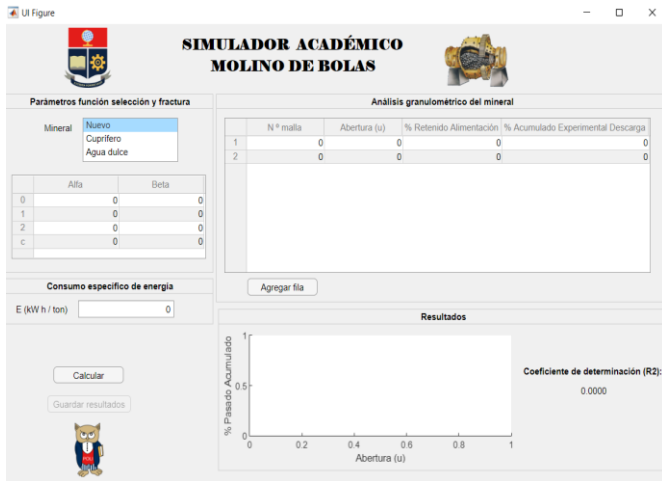 UI Figure
SIMULADOR ACADÉMICO
MOLINO DE BOLAS
Parámetros función selección y fractura
Mineral
Nuevo
Cuprífero
Agua dulce
Alfa Beta
0 0 0
1 0 0
2 0 0
c 0 0
Consumo específico de energía
E (kW h / ton) 0
Calcular
Guardar resultados
Análisis granulométrico del mineral
N º malla Abertura (u) % Retenido Alimentación % Acumulado Experimental Descarga
1 0 0 0 0
2 0 0 0 0
Agregar fila
Resultados
% Pasado Acumulado
1
0.5
0
0 0.2 0.4 0.6 0.8 1
Abertura (u)
Coeficiente de determinación (R2):
0.0000